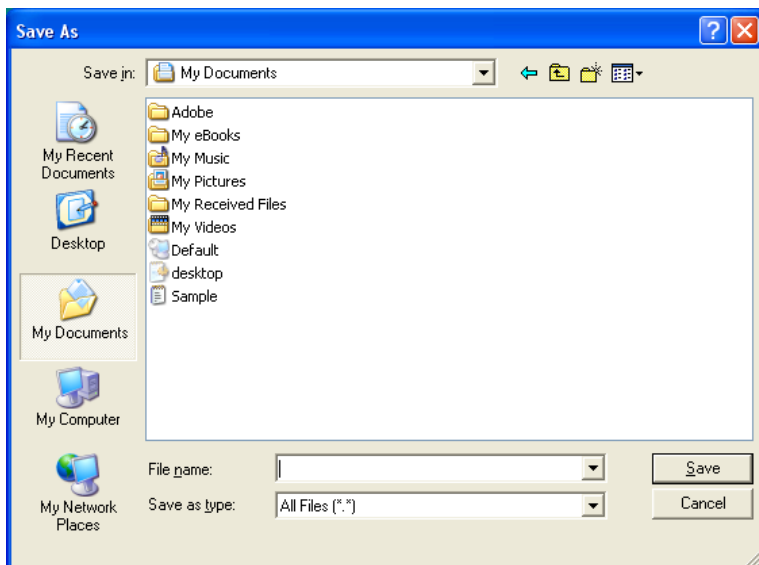 Save As
Save in: My Documents
My Recent
Documents
Desktop
My Documents
My Computer
My Network
Places
Adobe
My eBooks
My Music
My Pictures
My Received Files
My Videos
Default
desktop
Sample
File name:
Save
Save as type: All Files (*.*)
Cancel